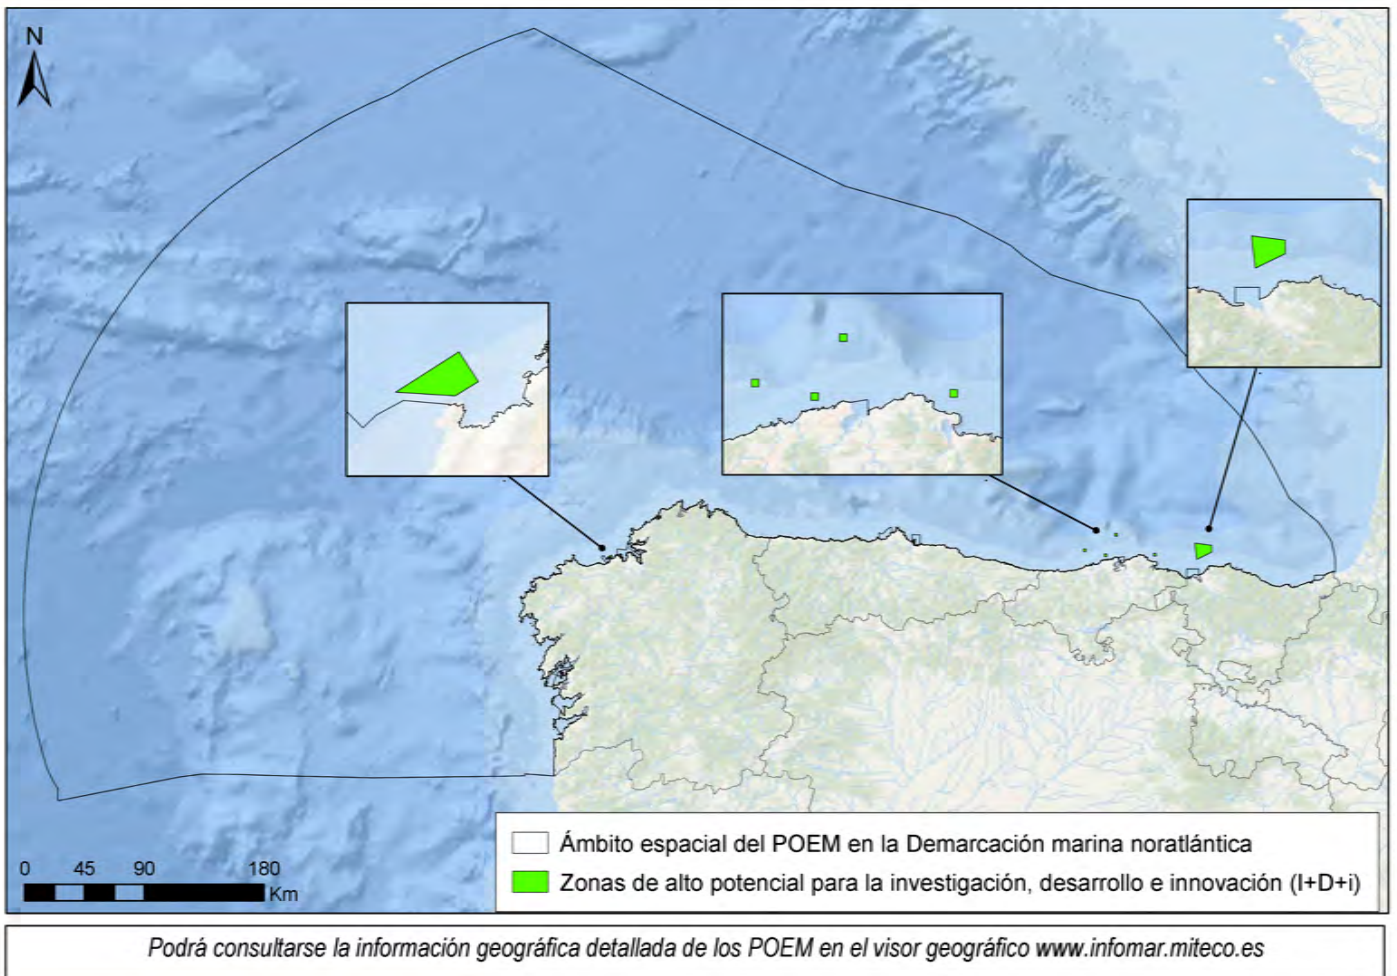 N
0 45 90 180
Km
Ámbito espacial del POEM en la Demarcación marina noratlántica
Zonas de alto potencial para la investigación, desarrollo e innovación (I+D+i)
Podrá consultarse la información geográfica detallada de los POEM en el visor geográfico www.infomar.miteco.es